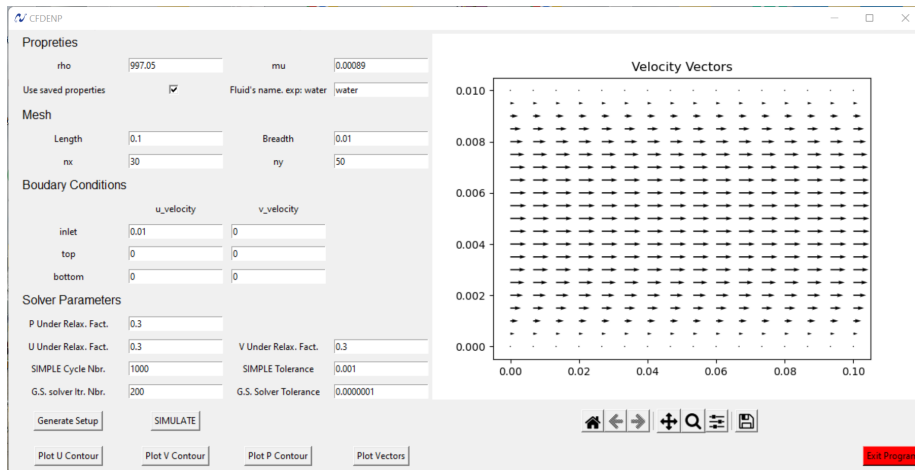 CFDENP
Propreties
rho 997.05 mu 0.00089
Use saved properties Fluid's name. exp: water water
Mesh
Length 0.1 Breadth 0.01
nx 30 ny 50
Boudary Conditions
u_velocity v_velocity
inlet 0.01 0
top 0 0
bottom 0 0
Solver Parameters
P Under Relax. Fact. 0.3
U Under Relax. Fact. 0.3 V Under Relax. Fact. 0.3
SIMPLE Cycle Nbr. 1000 SIMPLE Tolerance 0.001
G.S. solver Itr. Nbr. 200 G.S. Solver Tolerance 0.0000001
Generate Setup SIMULATE
Plot U Contour Plot V Contour Plot P Contour Plot Vectors
Velocity Vectors
0.010
0.008
0.006
0.004
0.002
0.000
0.00 0.02 0.04 0.06 0.08 0.10
Exit Program